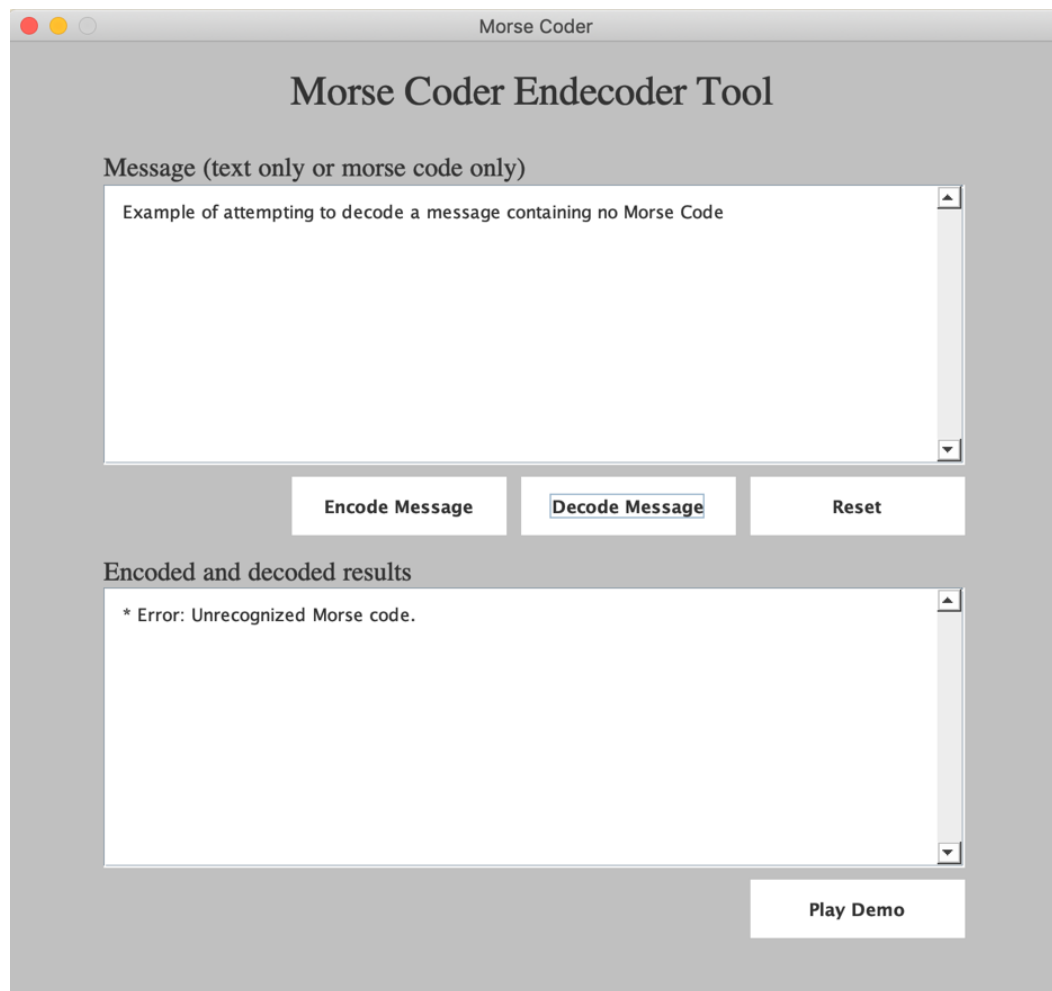 Morse Coder
Morse Coder Endecoder Tool
Message (text only or morse code only)
Example of attempting to decode a message containing no Morse Code
Encode Message
Decode Message
Reset
Encoded and decoded results
* Error: Unrecognized Morse code.
Play Demo